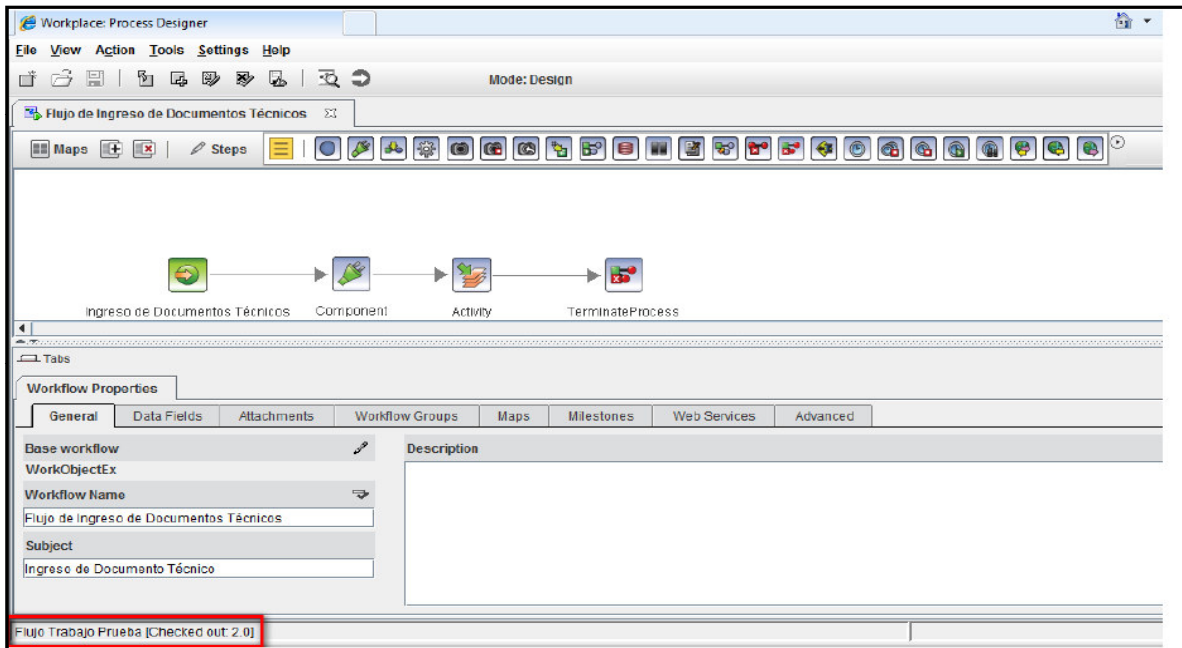 Workplace: Process Designer
File View Action Tools Settings Help
Mode: Design
Flujo de Ingreso de Documentos Técnicos
Maps Steps
Ingreso de Documentos Técnicos Component Activity TerminateProcess
Tabs
Workflow Properties
General Data Fields Attachments Workflow Groups Maps Milestones Web Services Advanced
Base workflow Description
WorkObjectEx
Workflow Name
Flujo de Ingreso de Documentos Técnicos
Subject
Ingreso de Documento Técnico
Flujo Trabajo Prueba [Checked out: 2.0]